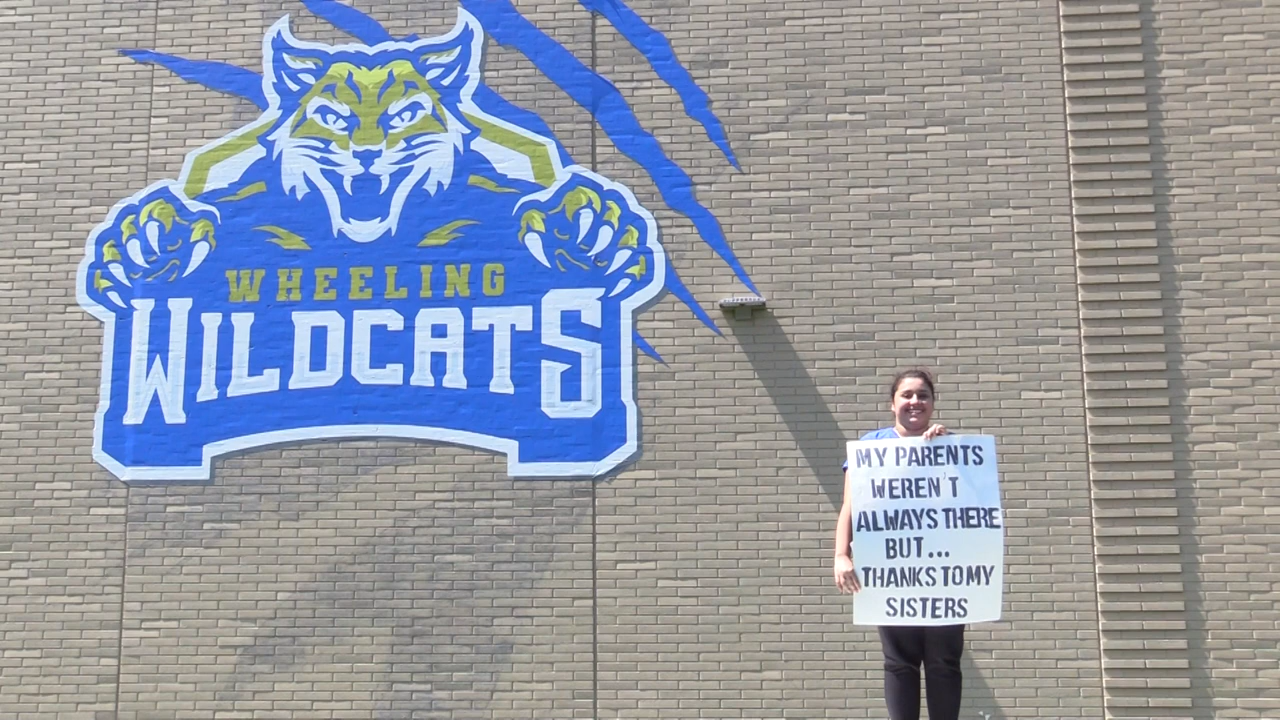 WHEELING
WILDCATS
MY PARENTS
WEREN'T
ALWAYS THERE
BUT...
THANKS TO MY
SISTERS